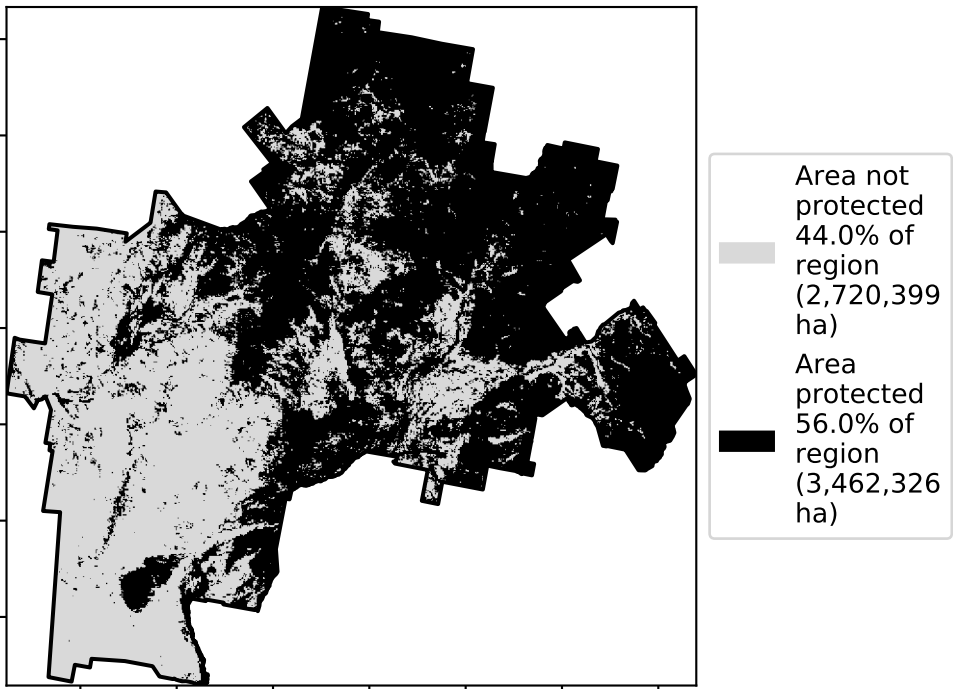 Area not
protected
44.0% of
region
(2,720,399
ha)
Area
protected
56.0% of
region
(3,462,326
ha)